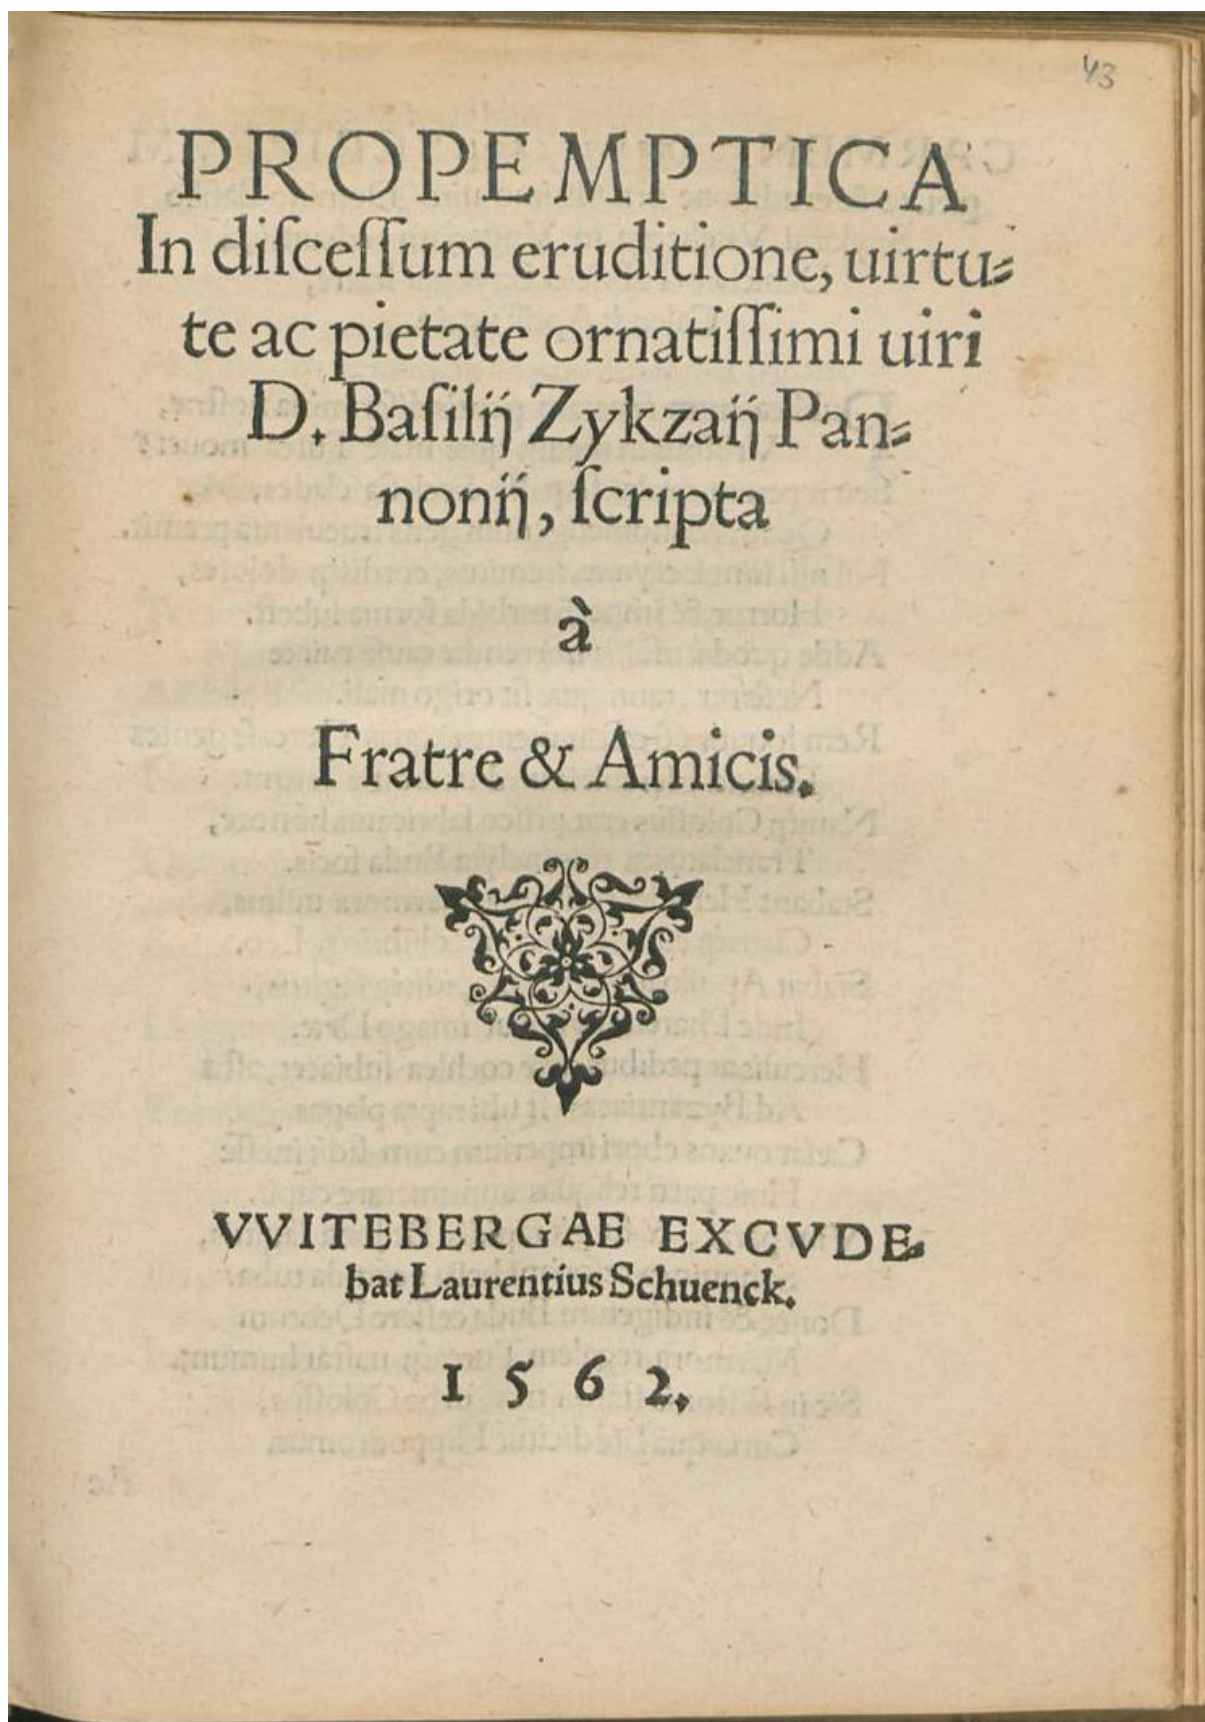 43
PROPEMPTICA
In diſceſſum eruditione, uirtu⸗
te ac pietate ornatiſſimi uiri
D. Baſilĳ Zykzaĳ Pan⸗
nonĳ, ſcripta
à
Fratre & Amicis.
VVITEBERGAE EXCVDE⸗
bat Laurentius Schuenck.
1562.